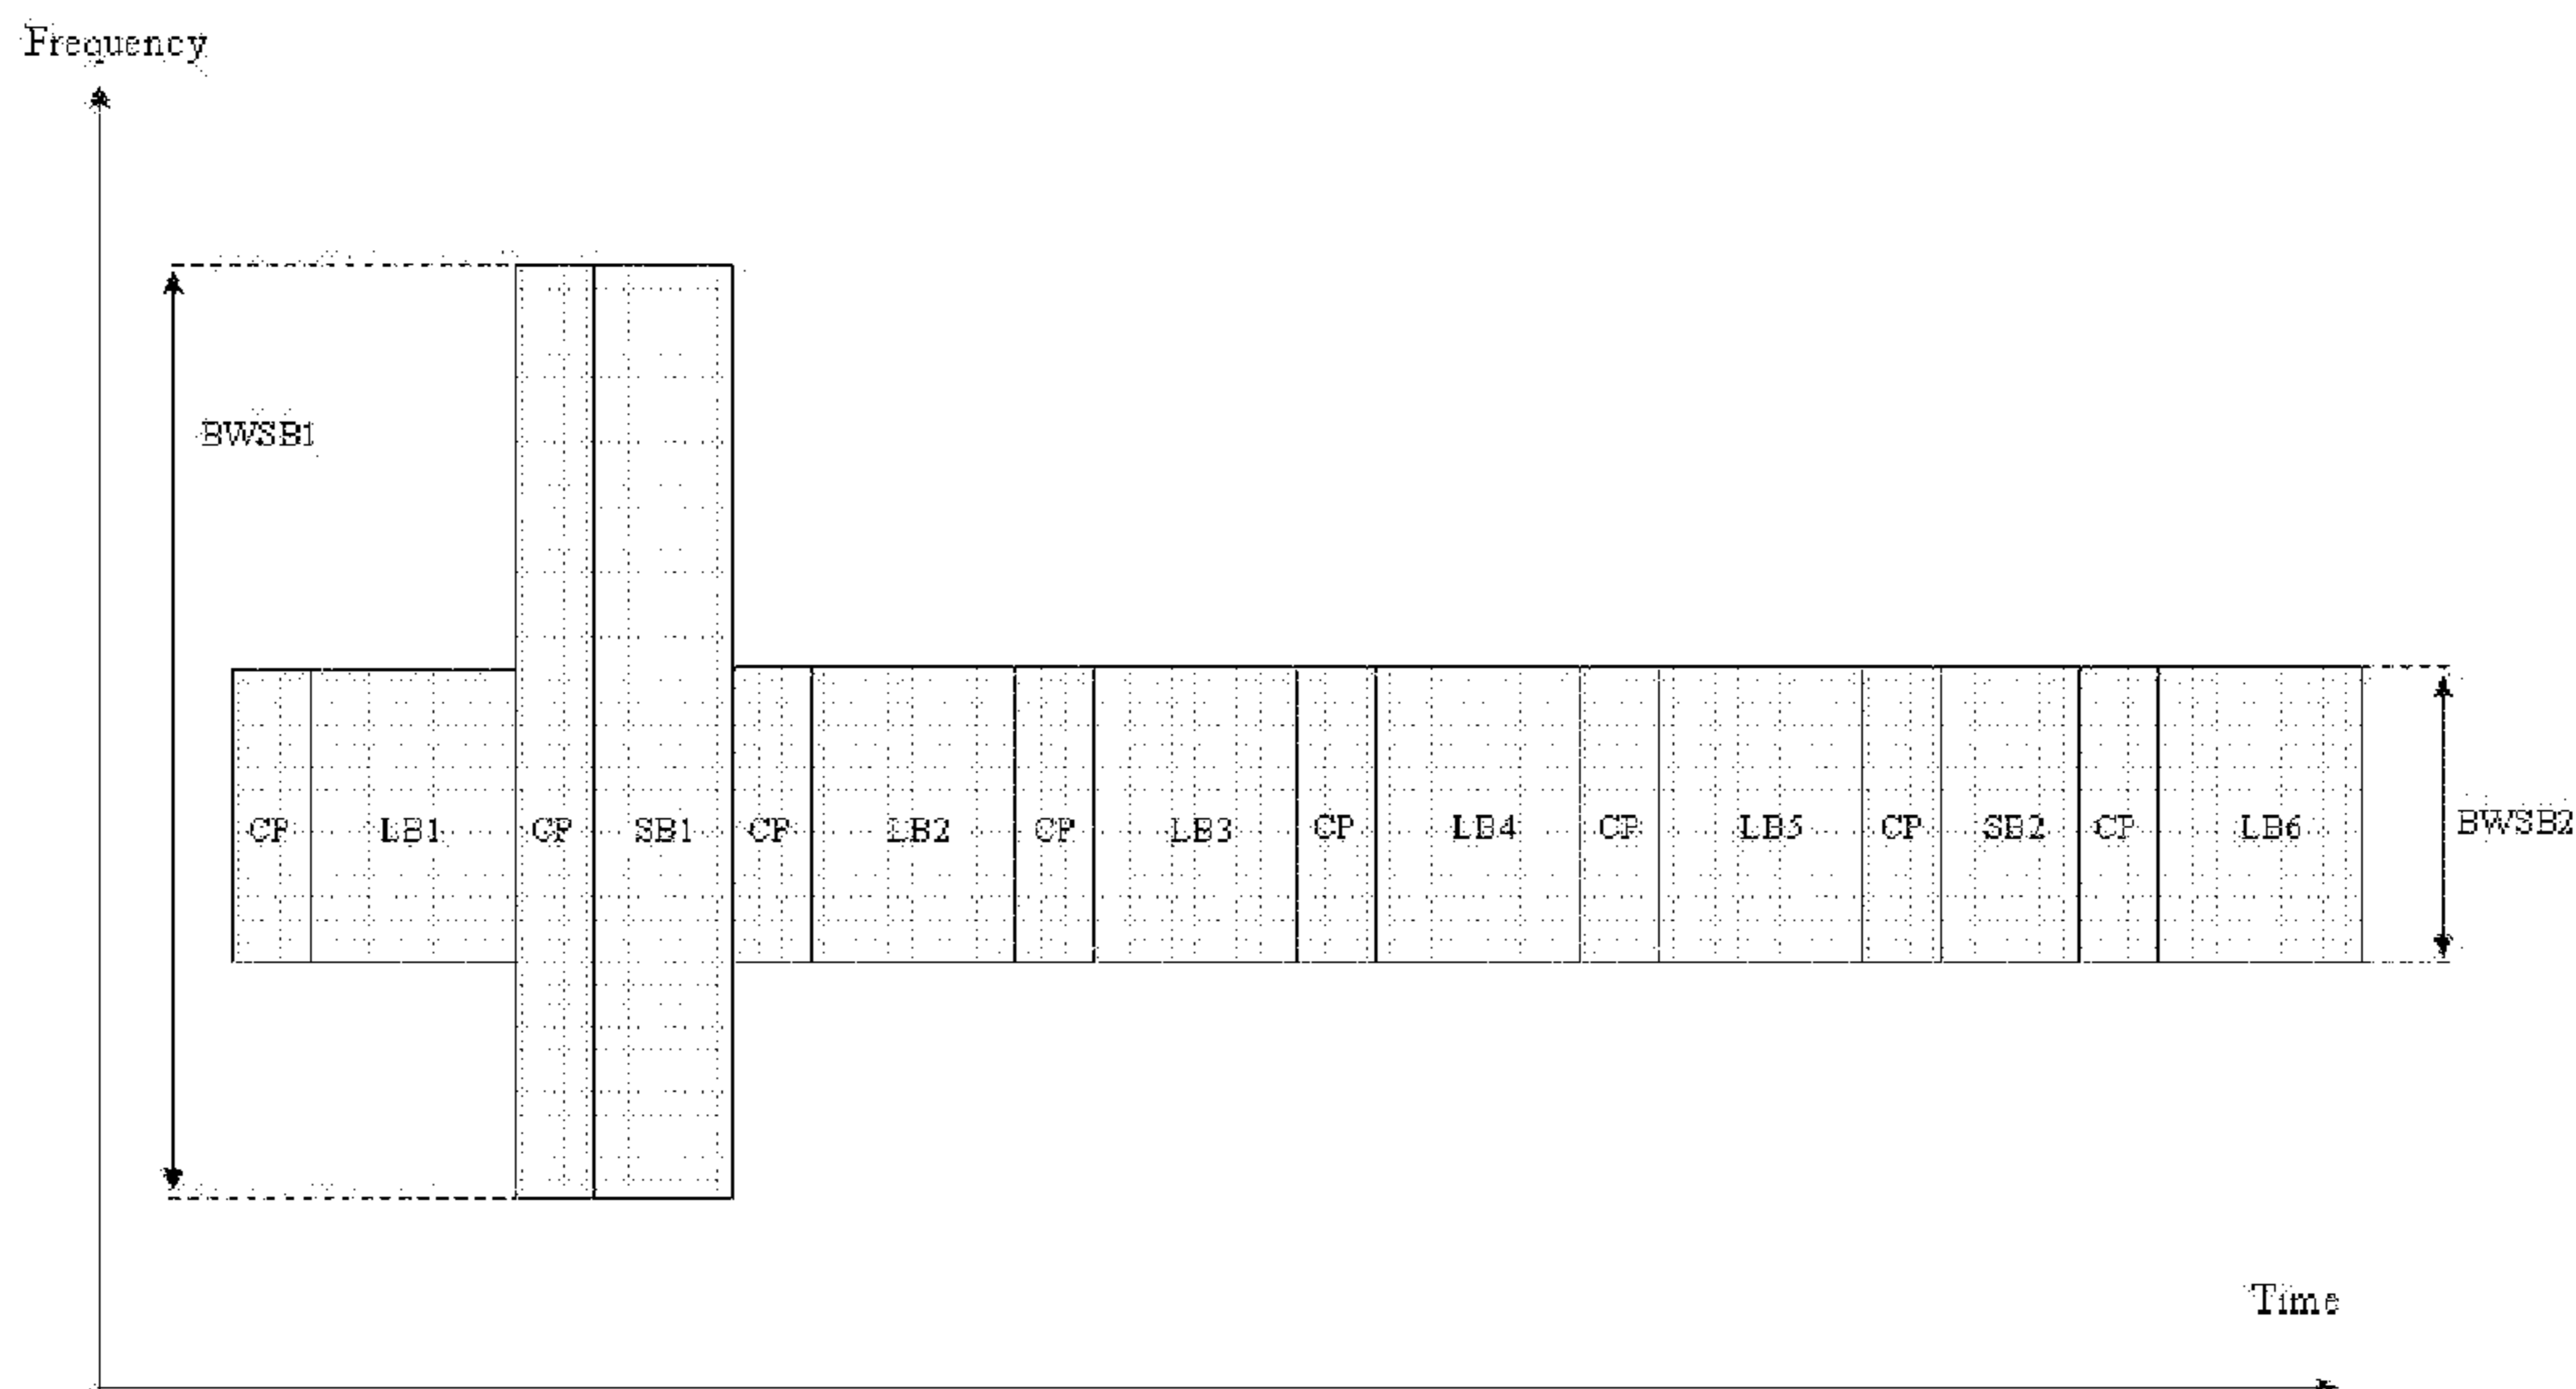 Frequency
BWSB1
CP LB1 CP SB1 CP LB2 CP LB3 CP LB4 CP LB5 CP SB2 CP LB6
BWSB2
Time